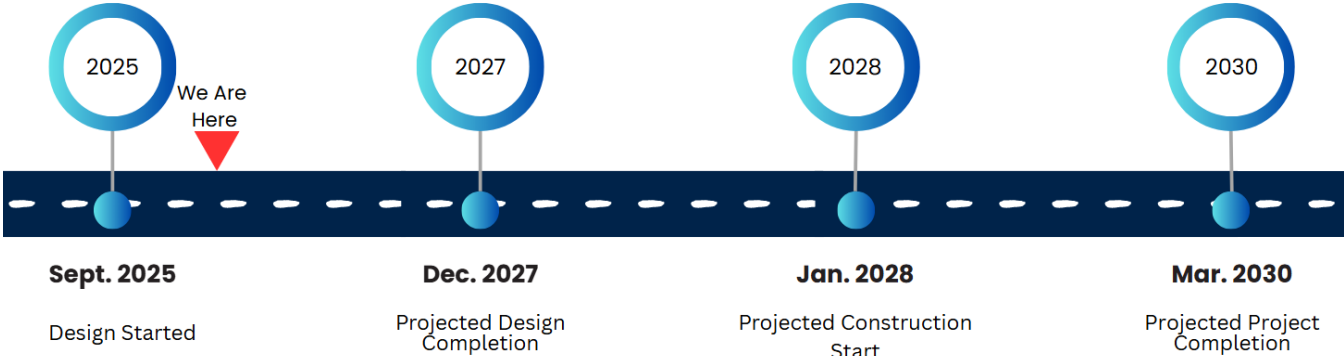 2025
2027
2028
2030
We Are
Here
Sept. 2025
Dec. 2027
Jan. 2028
Mar. 2030
Design Started
Projected Design
Completion
Projected Construction
Start
Projected Project
Completion